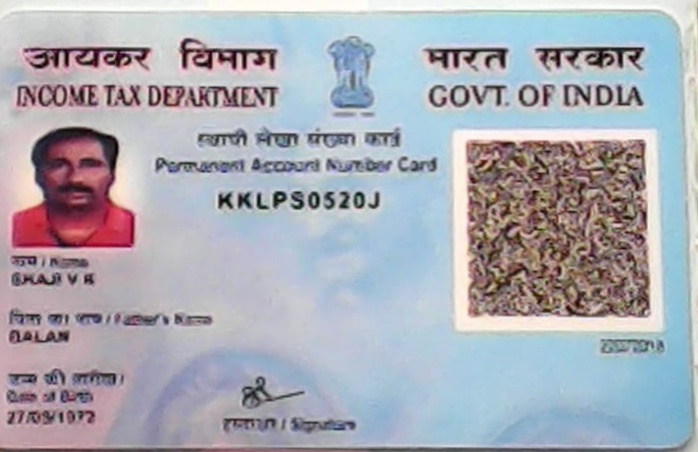 आयकर विभाग
INCOME TAX DEPARTMENT
भारत सरकार
GOVT. OF INDIA
स्थायी लेखा संख्या कार्ड
Permanent Account Number Card
KKLPS0520J
नाम / Name
SHAJI V
पिता का नाम / Father's Name
BALAN
जन्म की तारीख /
Date of Birth
27/09/1972
हस्ताक्षर / Signature